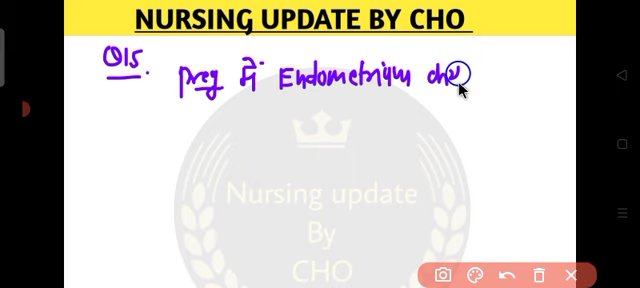 NURSING UPDATE BY CHO
Q15.
Preg में Endometrium
Nursing update
By
CHO